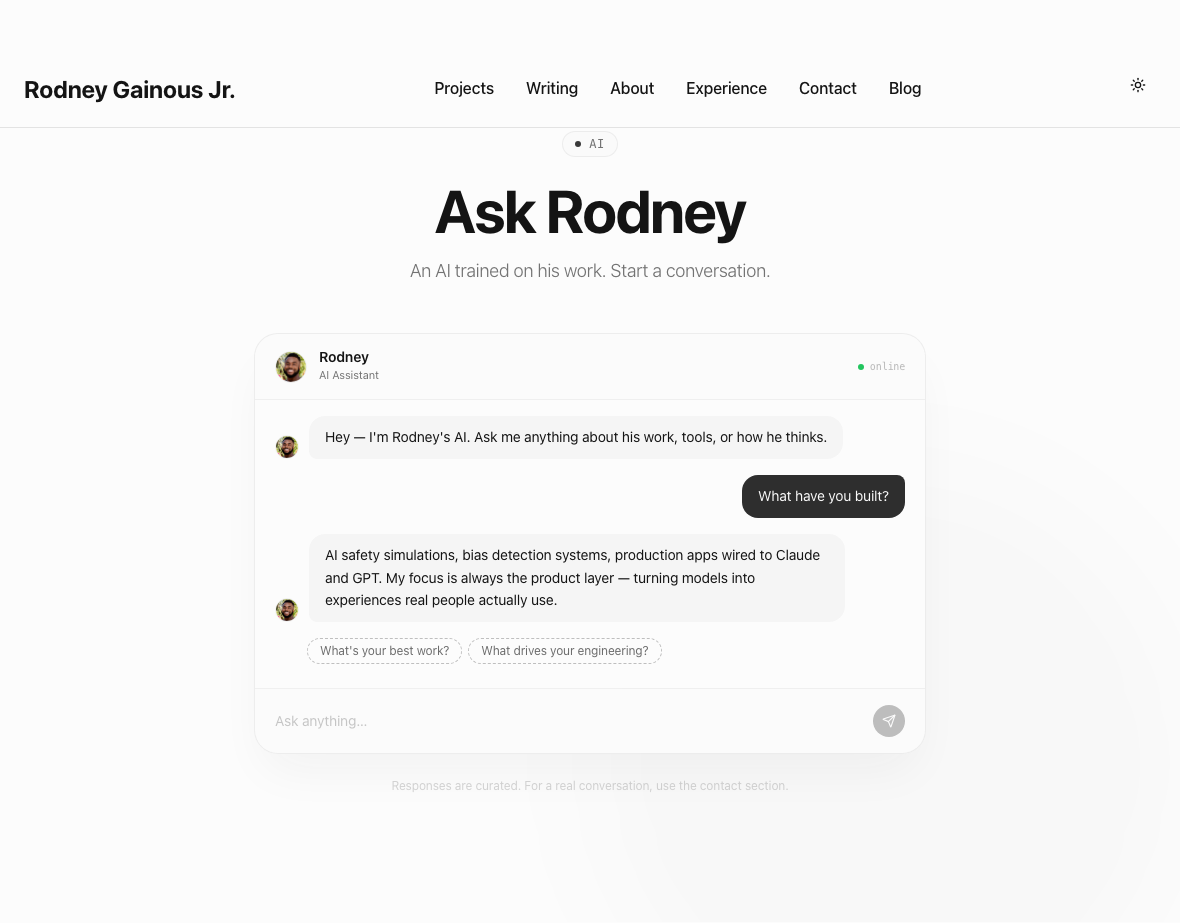 Rodney Gainous Jr.
Projects
Writing
About
Experience
Contact
Blog
AI
Ask Rodney
An AI trained on his work. Start a conversation.
Rodney
AI Assistant
online
Hey — I'm Rodney's AI. Ask me anything about his work, tools, or how he thinks.
What have you built?
AI safety simulations, bias detection systems, production apps wired to Claude
and GPT. My focus is always the product layer — turning models into
experiences real people actually use.
What's your best work?
What drives your engineering?
Ask anything...
Responses are curated. For a real conversation, use the contact section.